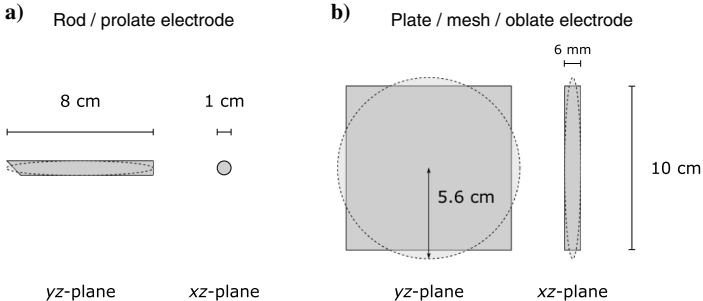 a) Rod / prolate electrode
8 cm
1 cm
yz-plane
xz-plane
b) Plate / mesh / oblate electrode
6 mm
5.6 cm
10 cm
yz-plane
xz-plane